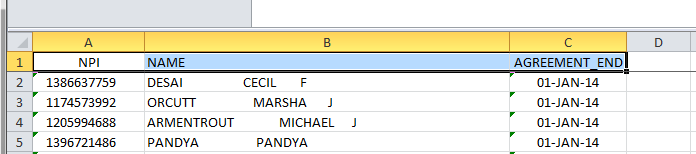 A B C D
1 NPI NAME AGREEMENT_END
2 1386637759 DESAI CECIL F 01-JAN-14
3 1174573992 ORCUTT MARSHA J 01-JAN-14
4 1205994688 ARMENTROUT MICHAEL J 01-JAN-14
5 1396721486 PANDYA PANDYA 01-JAN-14